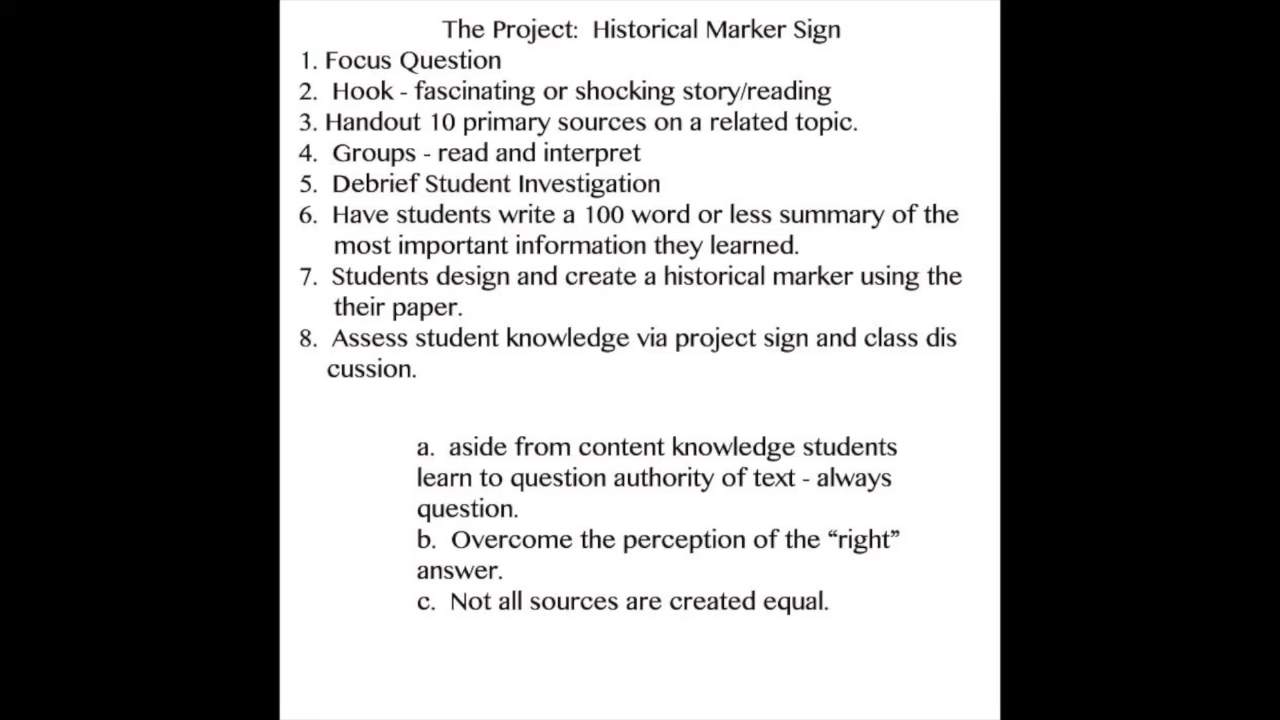 The Project:  Historical Marker Sign
1. Focus Question
2.  Hook - fascinating or shocking story/reading
3. Handout 10 primary sources on a related topic.
4.  Groups - read and interpret
5.  Debrief Student Investigation
6.  Have students write a 100 word or less summary of the
most important information they learned.
7.  Students design and create a historical marker using the
their paper.
8.  Assess student knowledge via project sign and class dis
cussion.
a.  aside from content knowledge students
learn to question authority of text - always
question.
b.  Overcome the perception of the “right”
answer.
c.  Not all sources are created equal.